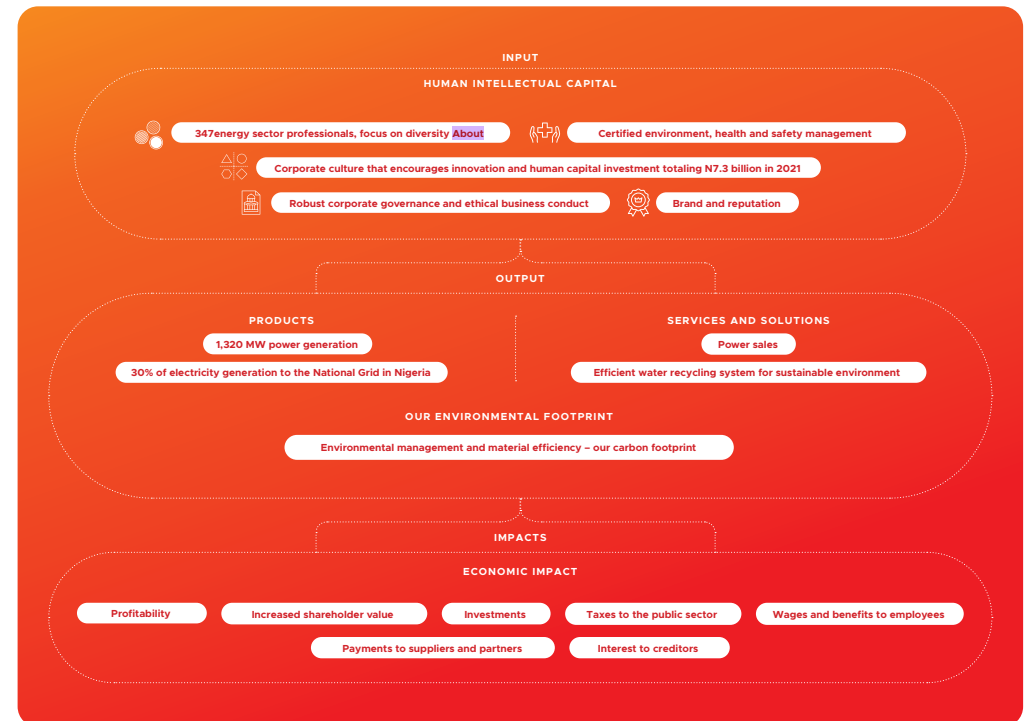 INPUT
HUMAN INTELLECTUAL CAPITAL
347energy sector professionals, focus on diversity About
Certified environment, health and safety management
Corporate culture that encourages innovation and human capital investment totaling N7.3 billion in 2021
Robust corporate governance and ethical business conduct
Brand and reputation
OUTPUT
PRODUCTS
1,320 MW power generation
30% of electricity generation to the National Grid in Nigeria
SERVICES AND SOLUTIONS
Power sales
Efficient water recycling system for sustainable environment
OUR ENVIRONMENTAL FOOTPRINT
Environmental management and material efficiency – our carbon footprint
IMPACTS
ECONOMIC IMPACT
Profitability
Increased shareholder value
Investments
Taxes to the public sector
Wages and benefits to employees
Payments to suppliers and partners
Interest to creditors